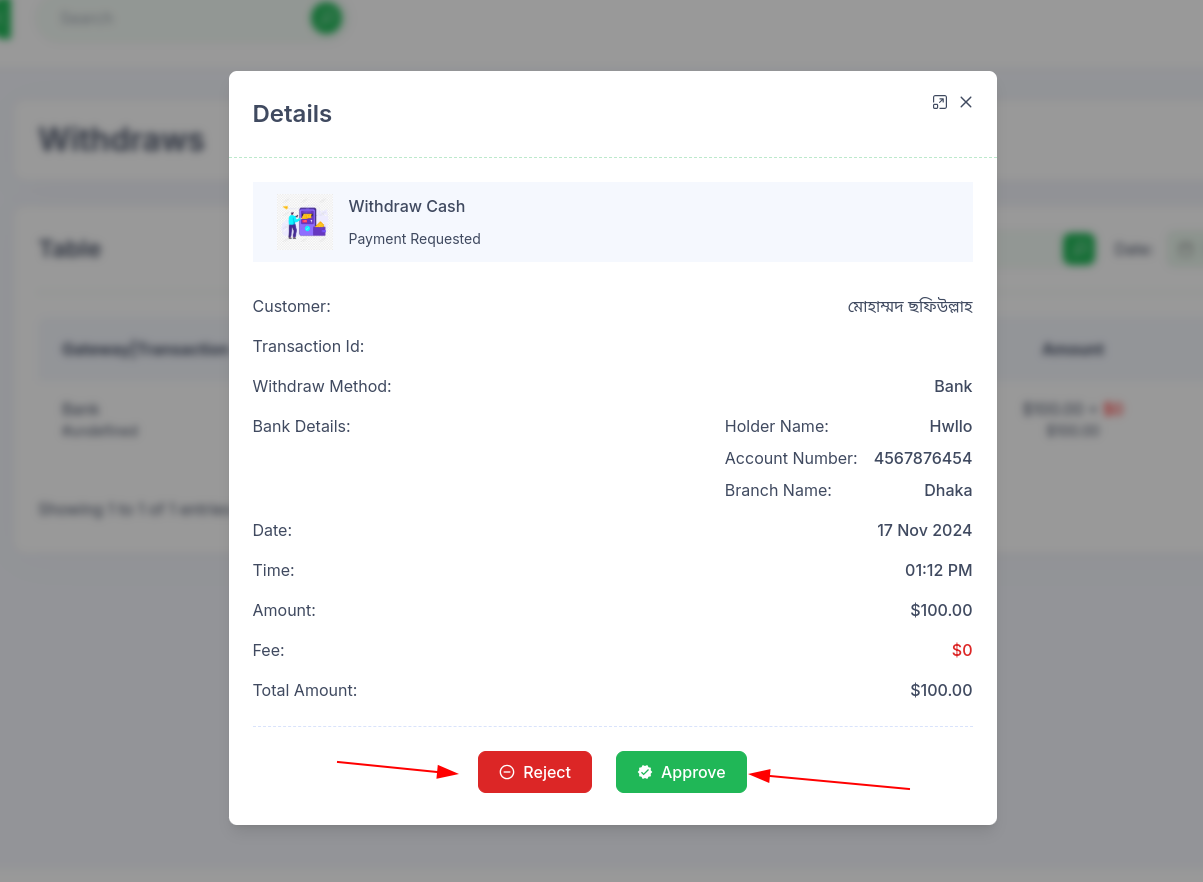 Search
Withdraws
Table
Date:
Gateway/Transaction
Amount
Bank
$100.00 + $0
$100.00
Showing 1 to 1 of 1 entries
Details
Withdraw Cash
Payment Requested
Customer: মোহাম্মদ ছফিউল্লাহ
Transaction Id:
Withdraw Method: Bank
Bank Details: Holder Name: Hwllo
Account Number: 4567876454
Branch Name: Dhaka
Date: 17 Nov 2024
Time: 01:12 PM
Amount: $100.00
Fee: $0
Total Amount: $100.00
Reject Approve